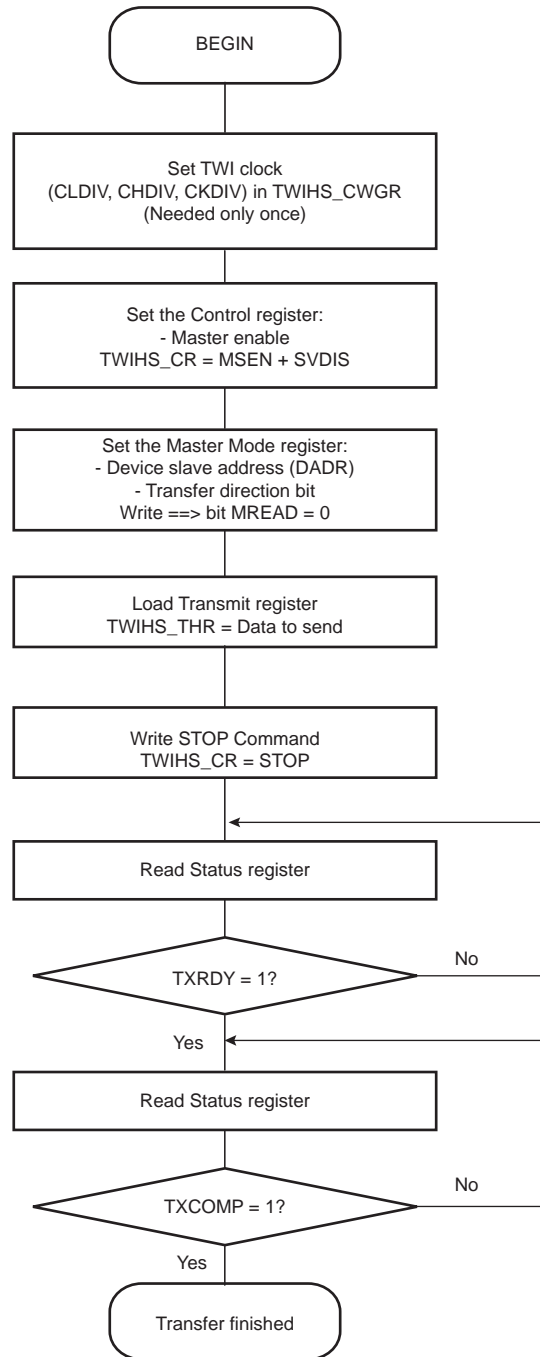 BEGIN
Set TWI clock
(CLDIV, CHDIV, CKDIV) in TWIHS_CWGR
(Needed only once)
Set the Control register:
- Master enable
TWIHS_CR = MSEN + SVDIS
Set the Master Mode register:
- Device slave address (DADR)
- Transfer direction bit
Write ==> bit MREAD = 0
Load Transmit register
TWIHS_THR = Data to send
Write STOP Command
TWIHS_CR = STOP
Read Status register
TXRDY = 1?
No
Yes
Read Status register
TXCOMP = 1?
No
Yes
Transfer finished